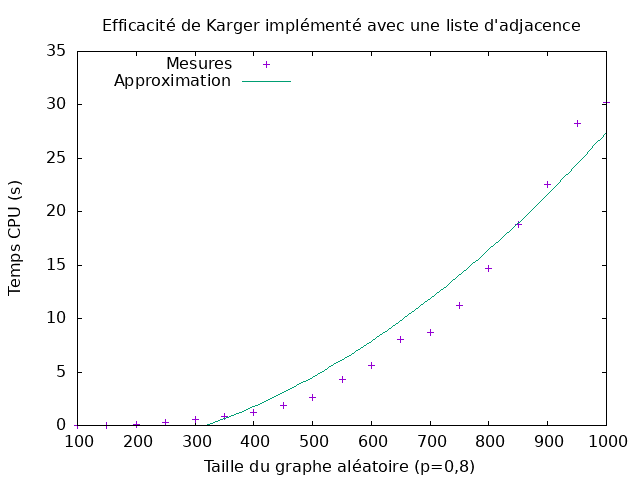 Efficacité de Karger implémenté avec une liste d'adjacence
35
30
25
20
15
10
5
0
Temps CPU (s)
Mesures
Approximation
100 200 300 400 500 600 700 800 900 1000
Taille du graphe aléatoire (p=0,8)